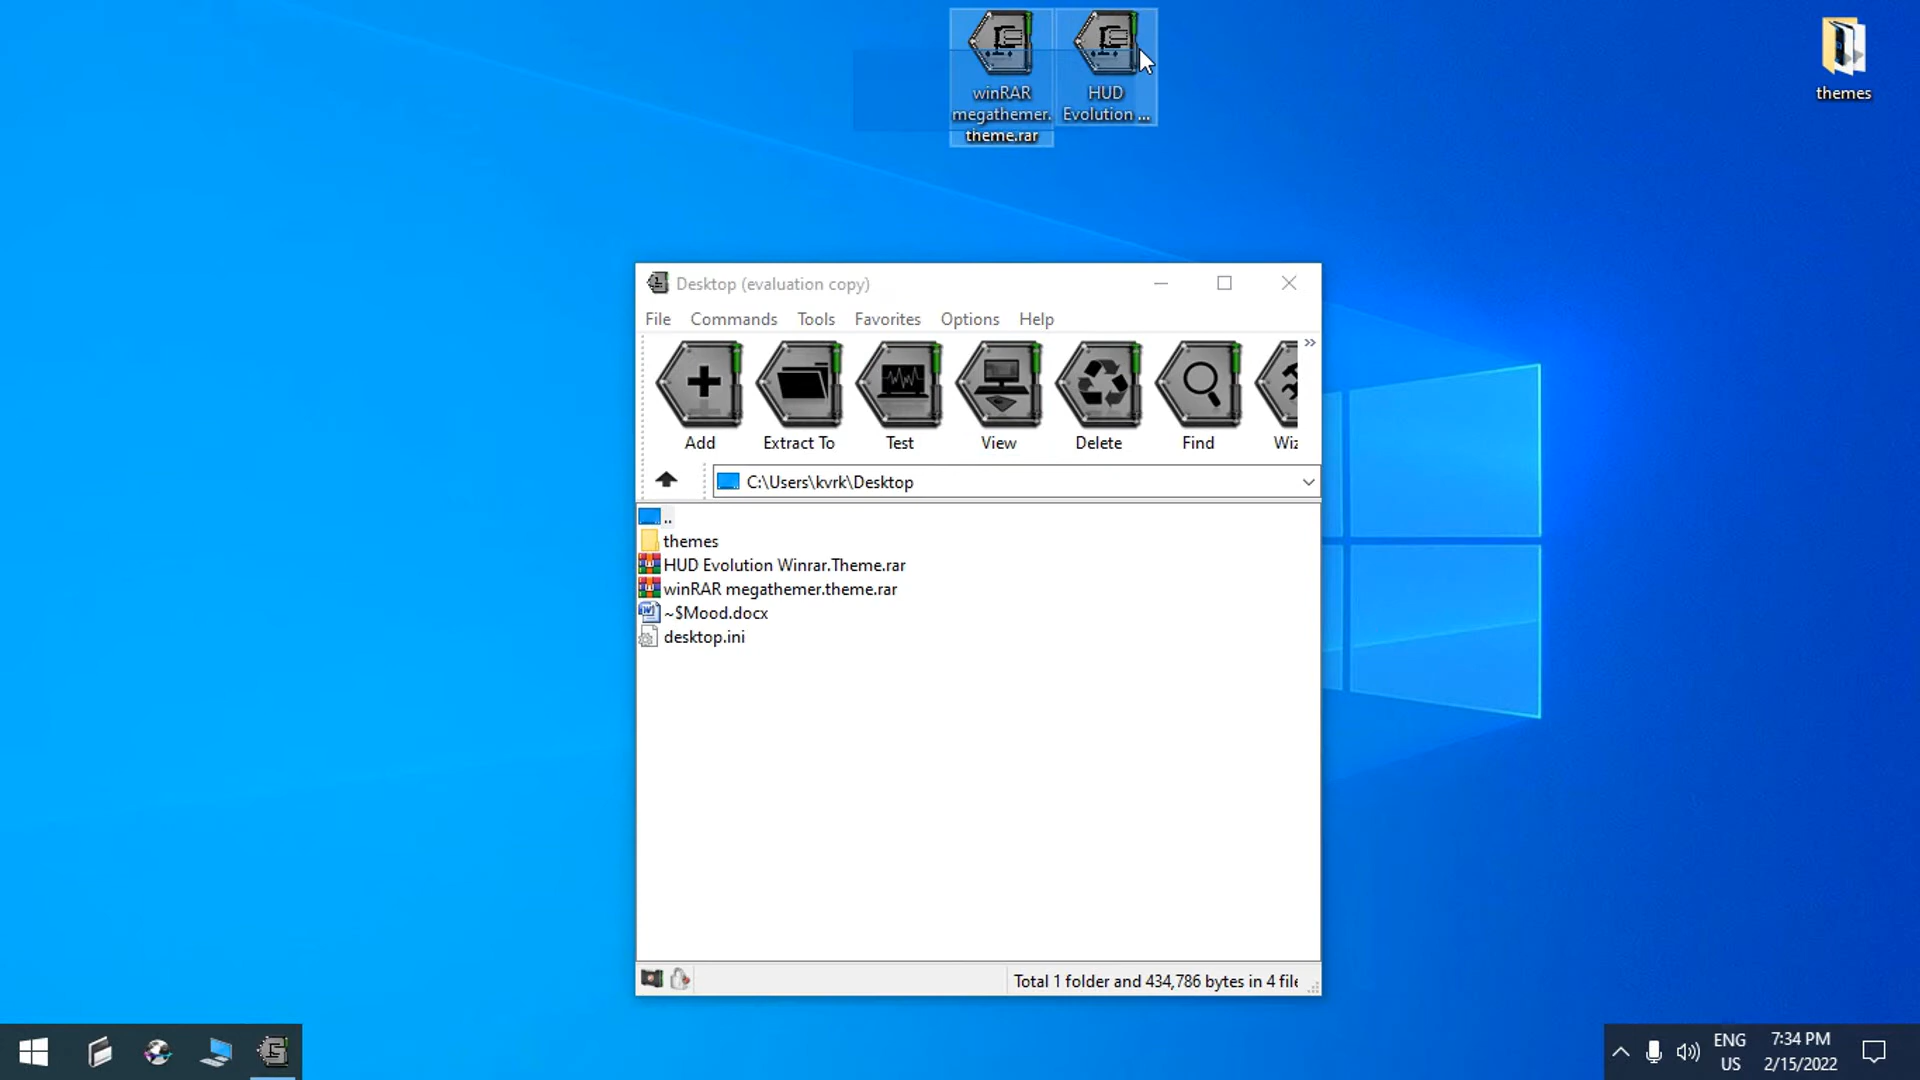 winRAR
megathemer.
theme.rar
HUD
Evolution ...
themes
Desktop (evaluation copy)
File Commands Tools Favorites Options Help
Add Extract To Test View Delete Find Wiz
C:\Users\kvrk\Desktop
..
themes
HUD Evolution Winrar.Theme.rar
winRAR megathemer.theme.rar
~$Mood.docx
desktop.ini
Total 1 folder and 434,786 bytes in 4 file
ENG
US
7:34 PM
2/15/2022